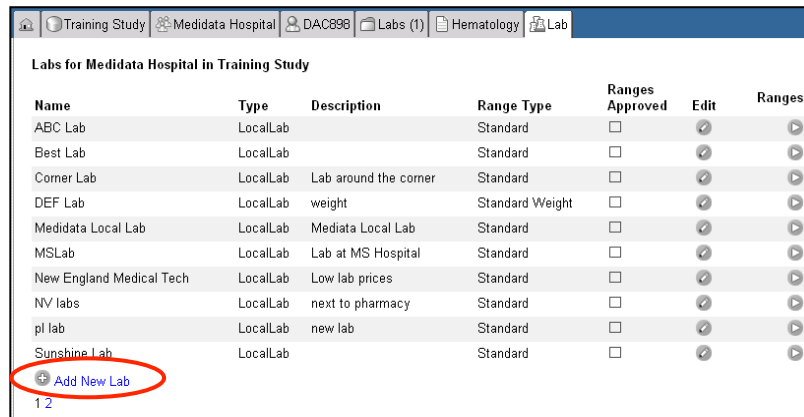 Training Study Medidata Hospital DAC898 Labs (1) Hematology Lab
Labs for Medidata Hospital in Training Study
Name Type Description Range Type Ranges Approved Edit Ranges
ABC Lab LocalLab Standard
Best Lab LocalLab Standard
Corner Lab LocalLab Lab around the corner Standard
DEF Lab LocalLab weight Standard Weight
Medidata Local Lab LocalLab Mediata Local Lab Standard
MSLab LocalLab Lab at MS Hospital Standard
New England Medical Tech LocalLab Low lab prices Standard
NV labs LocalLab next to pharmacy Standard
pl lab LocalLab new lab Standard
Sunshine Lab LocalLab Standard
Add New Lab
1 2